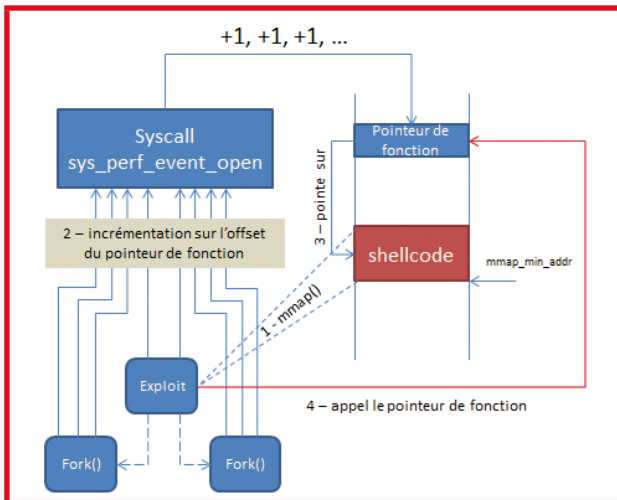 +1, +1, +1, ...
Syscall
sys_perf_event_open
Pointeur de
fonction
3 – pointe sur
2 – incrémentation sur l'offset
du pointeur de fonction
shellcode
mmap_min_addr
1 - mmap()
Exploit
4 – appel le pointeur de fonction
Fork()
Fork()